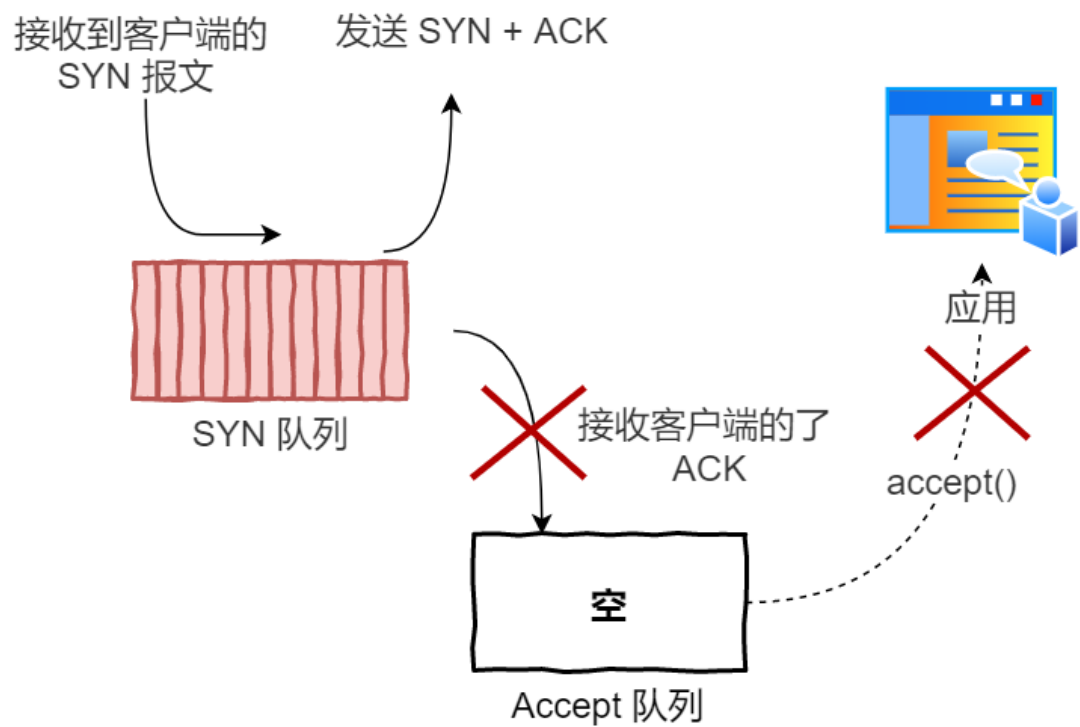 接收到客户端的
SYN 报文
发送 SYN + ACK
应用
SYN 队列
接收客户端的了
ACK
accept()
空
Accept 队列